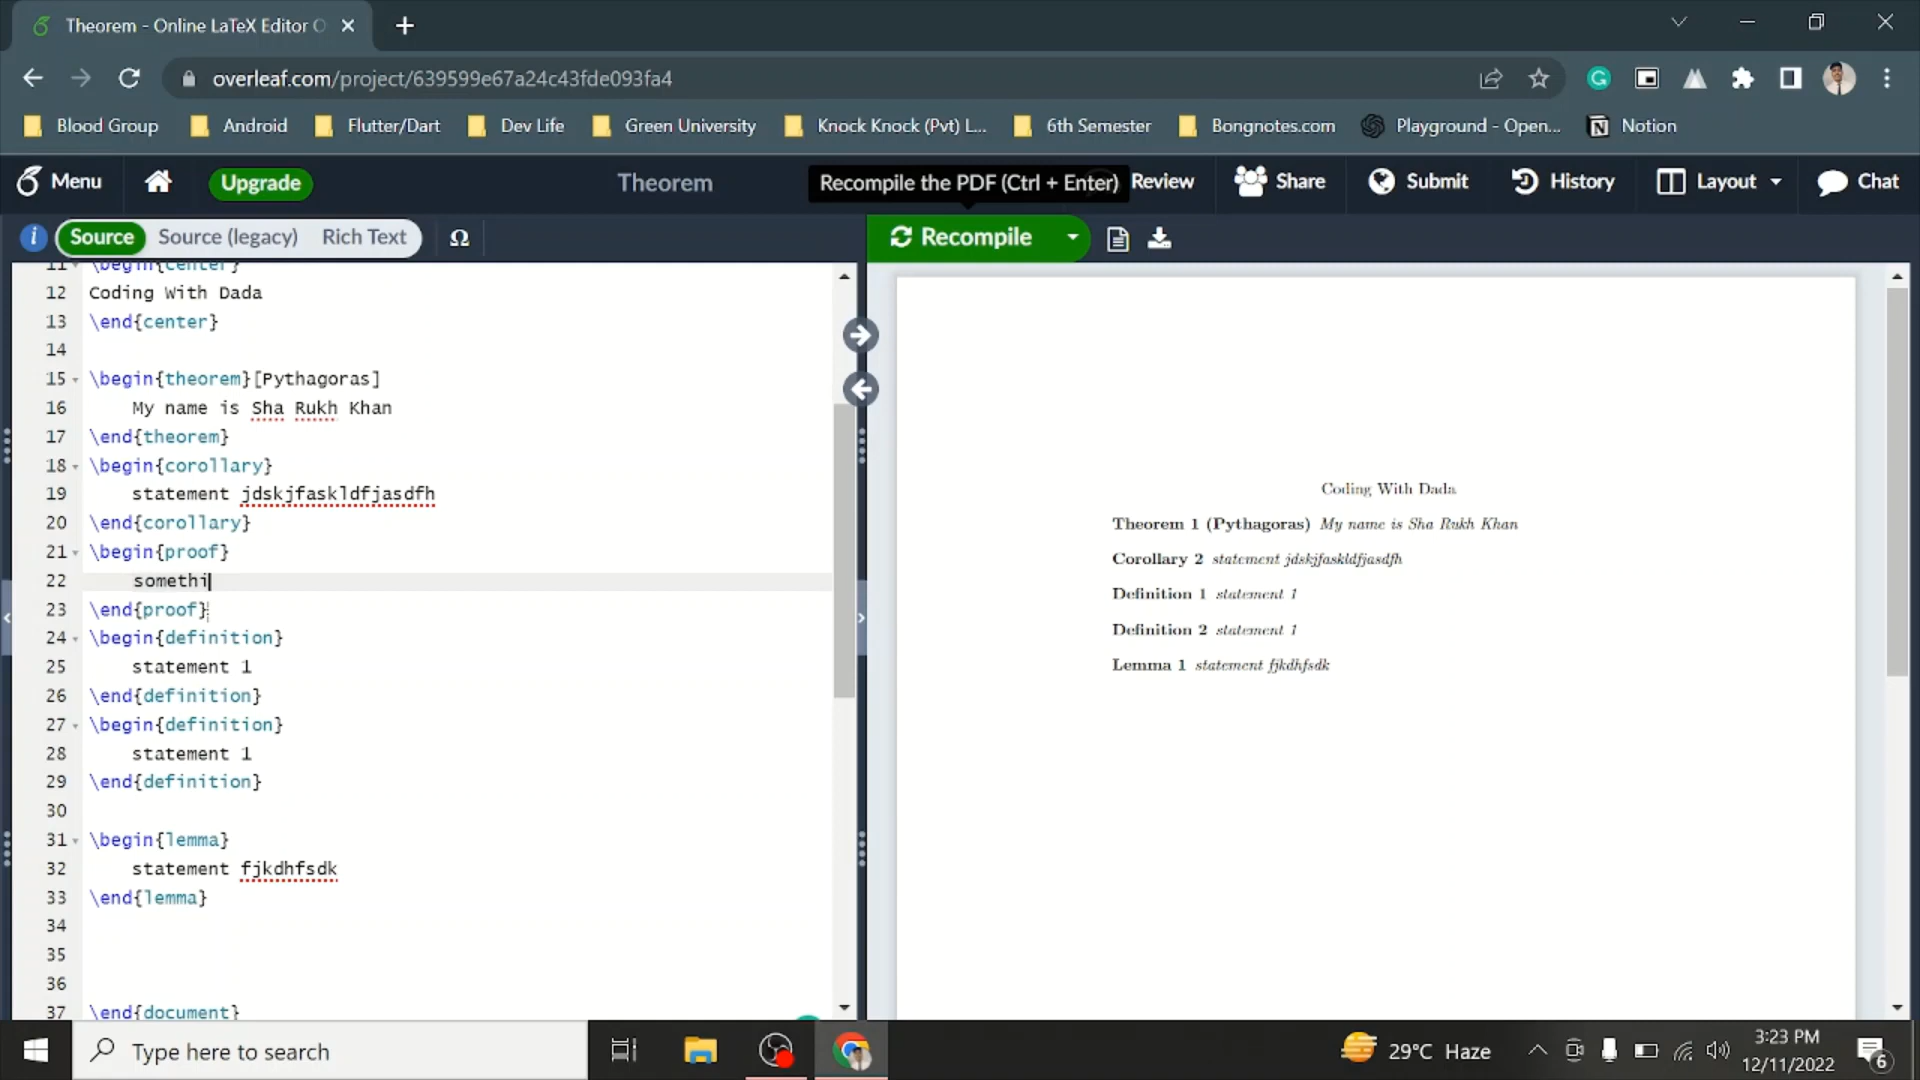 Theorem - Online LaTeX Editor O
overleaf.com/project/639599e67a24c43fde093fa4
Blood Group Android Flutter/Dart Dev Life Green University Knock Knock (Pvt) L... 6th Semester Bongnotes.com Playground - Open... Notion
Menu Upgrade Theorem Recompile the PDF (Ctrl + Enter) Review Share Submit History Layout Chat
i Source Source (legacy) Rich Text Ω Recompile
11 \begin{center}
12 Coding With Dada
13 \end{center}
14
15 \begin{theorem}[Pythagoras]
16 My name is Sha Rukh Khan
17 \end{theorem}
18 \begin{corollary}
19 statement jdskjfaskldfjasdfh
20 \end{corollary}
21 \begin{proof}
22 somethi
23 \end{proof}
24 \begin{definition}
25 statement 1
26 \end{definition}
27 \begin{definition}
28 statement 1
29 \end{definition}
30
31 \begin{lemma}
32 statement fjkdhfsdk
33 \end{lemma}
34
35
36
37 \end{document}
Coding With Dada
Theorem 1 (Pythagoras) My name is Sha Rukh Khan
Corollary 2 statement jdskjfaskldfjasdfh
Definition 1 statement 1
Definition 2 statement 1
Lemma 1 statement fjkdhfsdk
Type here to search
29°C Haze
3:23 PM
12/11/2022
6